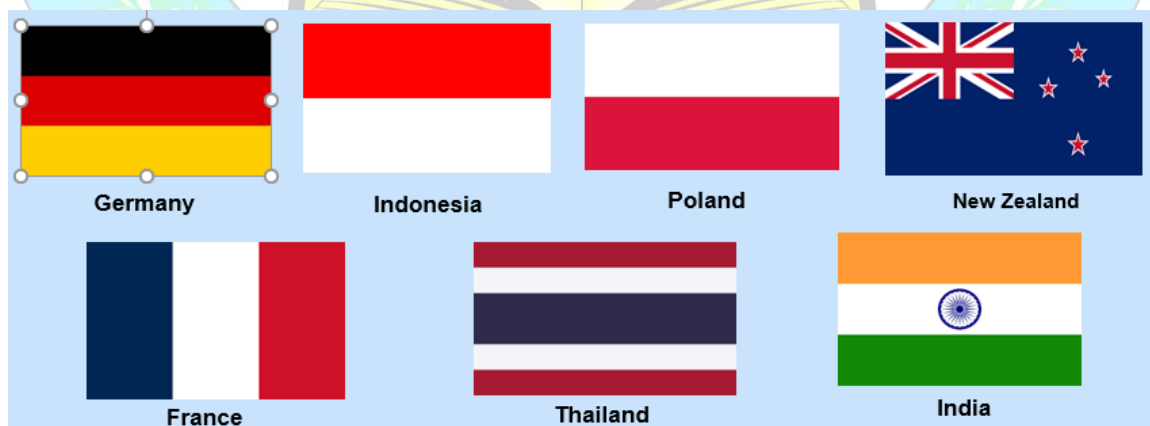 Germany
Indonesia
Poland
New Zealand
France
Thailand
India